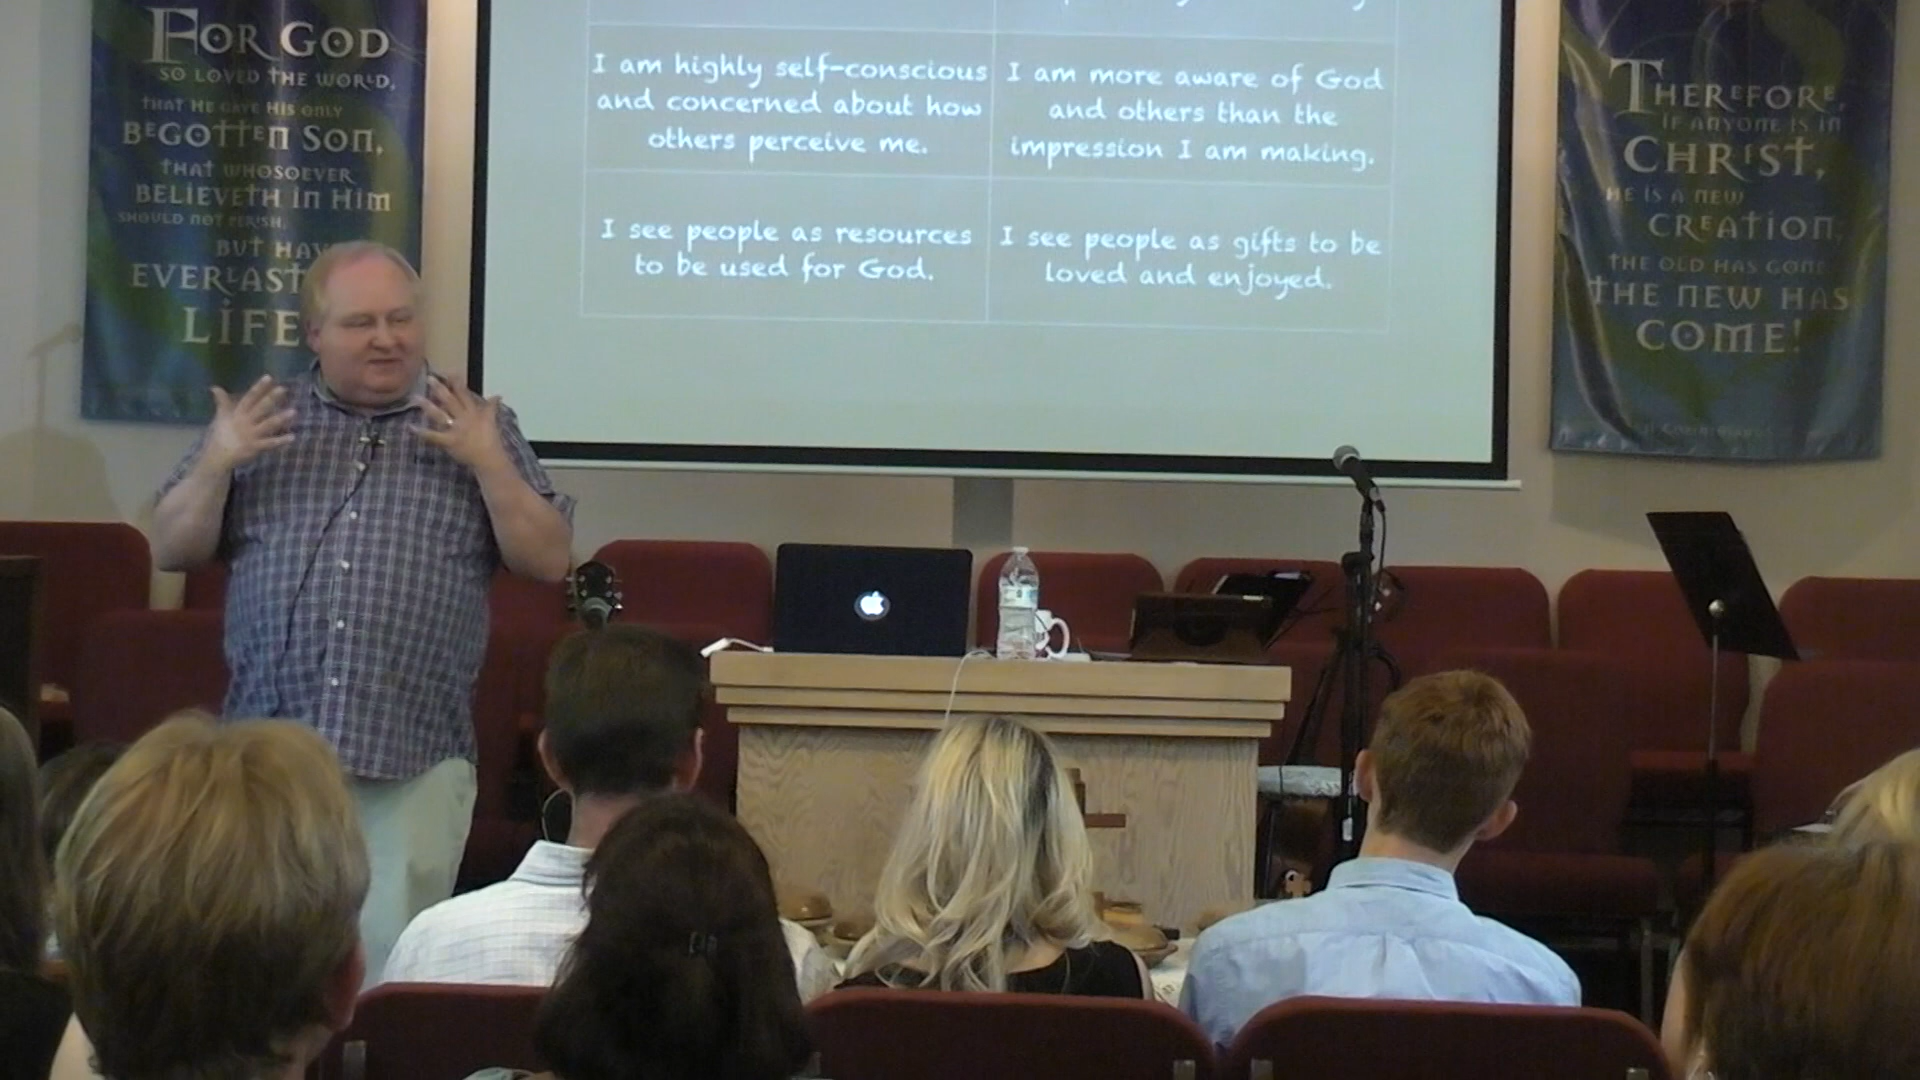 FOR GOD
SO LOVED THE WORLD,
THAT HE GAVE HIS ONLY
BEGOTTEN SON,
THAT WHOSOEVER
BELIEVETH IN HIM
SHOULD NOT PERISH,
BUT HAV
EVERLAST
LIFE
I am highly self-conscious
and concerned about how
others perceive me.
I am more aware of God
and others than the
impression I am making.
I see people as resources
to be used for God.
I see people as gifts to be
loved and enjoyed.
THEREFORE,
IF ANYONE IS IN
CHRIST,
HE IS A NEW
CREATION,
THE OLD HAS GONE
THE NEW HAS
COME!